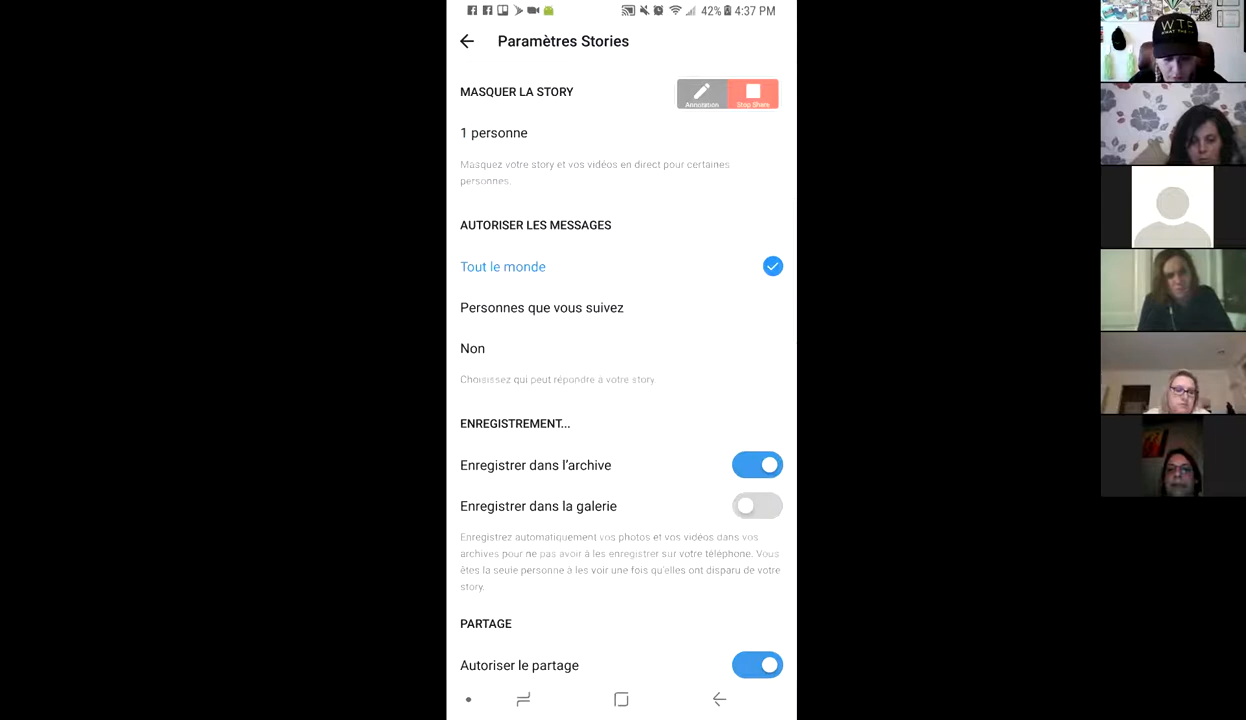 42% 4:37 PM
Paramètres Stories
MASQUER LA STORY
Annotation
Stop Share
1 personne
Masquez votre story et vos vidéos en direct pour certaines
personnes.
AUTORISER LES MESSAGES
Tout le monde
Personnes que vous suivez
Non
Choisissez qui peut répondre à votre story.
ENREGISTREMENT...
Enregistrer dans l'archive
Enregistrer dans la galerie
Enregistrez automatiquement vos photos et vos vidéos dans vos
archives pour ne pas avoir à les enregistrer sur votre téléphone. Vous
êtes la seule personne à les voir une fois qu'elles ont disparu de votre
story.
PARTAGE
Autoriser le partage
WTF